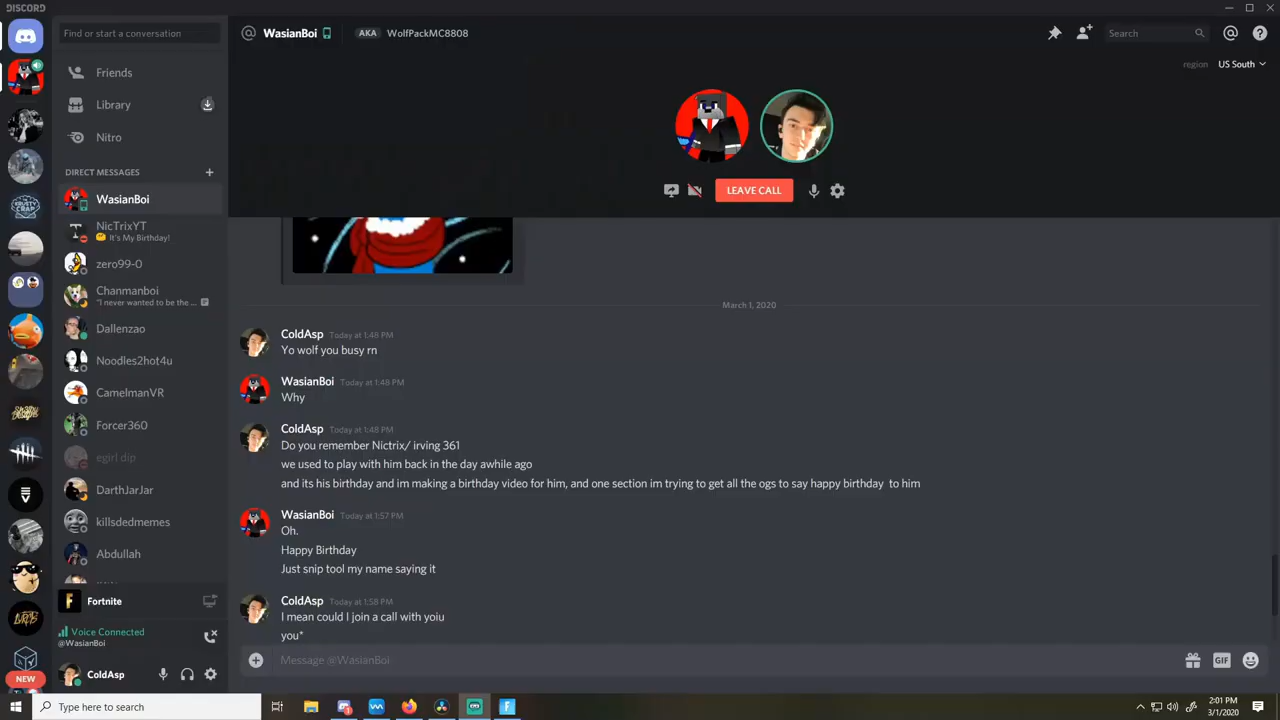 DISCORD
Find or start a conversation
Friends
Library
Nitro
DIRECT MESSAGES
WasianBoi
NicTrixYT
It's My Birthday!
zero99-0
Chanmanboi
"I never wanted to be the ...
Dallenzao
Noodles2hot4u
CamelmanVR
Forcer360
egirl dip
DarthJarJar
killsdedmemes
Abdullah
Fortnite
Voice Connected
@WasianBoi
ColdAsp
NEW
WasianBoi
AKA WolfPackMC8808
Search
region US South
LEAVE CALL
March 1, 2020
ColdAsp Today at 1:48 PM
Yo wolf you busy rn
WasianBoi Today at 1:48 PM
Why
ColdAsp Today at 1:48 PM
Do you remember Nictrix/ irving 361
we used to play with him back in the day awhile ago
and its his birthday and im making a birthday video for him, and one section im trying to get all the ogs to say happy birthday to him
WasianBoi Today at 1:57 PM
Oh.
Happy Birthday
Just snip tool my name saying it
ColdAsp Today at 1:58 PM
I mean could I join a call with yoiu
you*
Message @WasianBoi
GIF
Type here to search
2:01 PM
3/1/2020